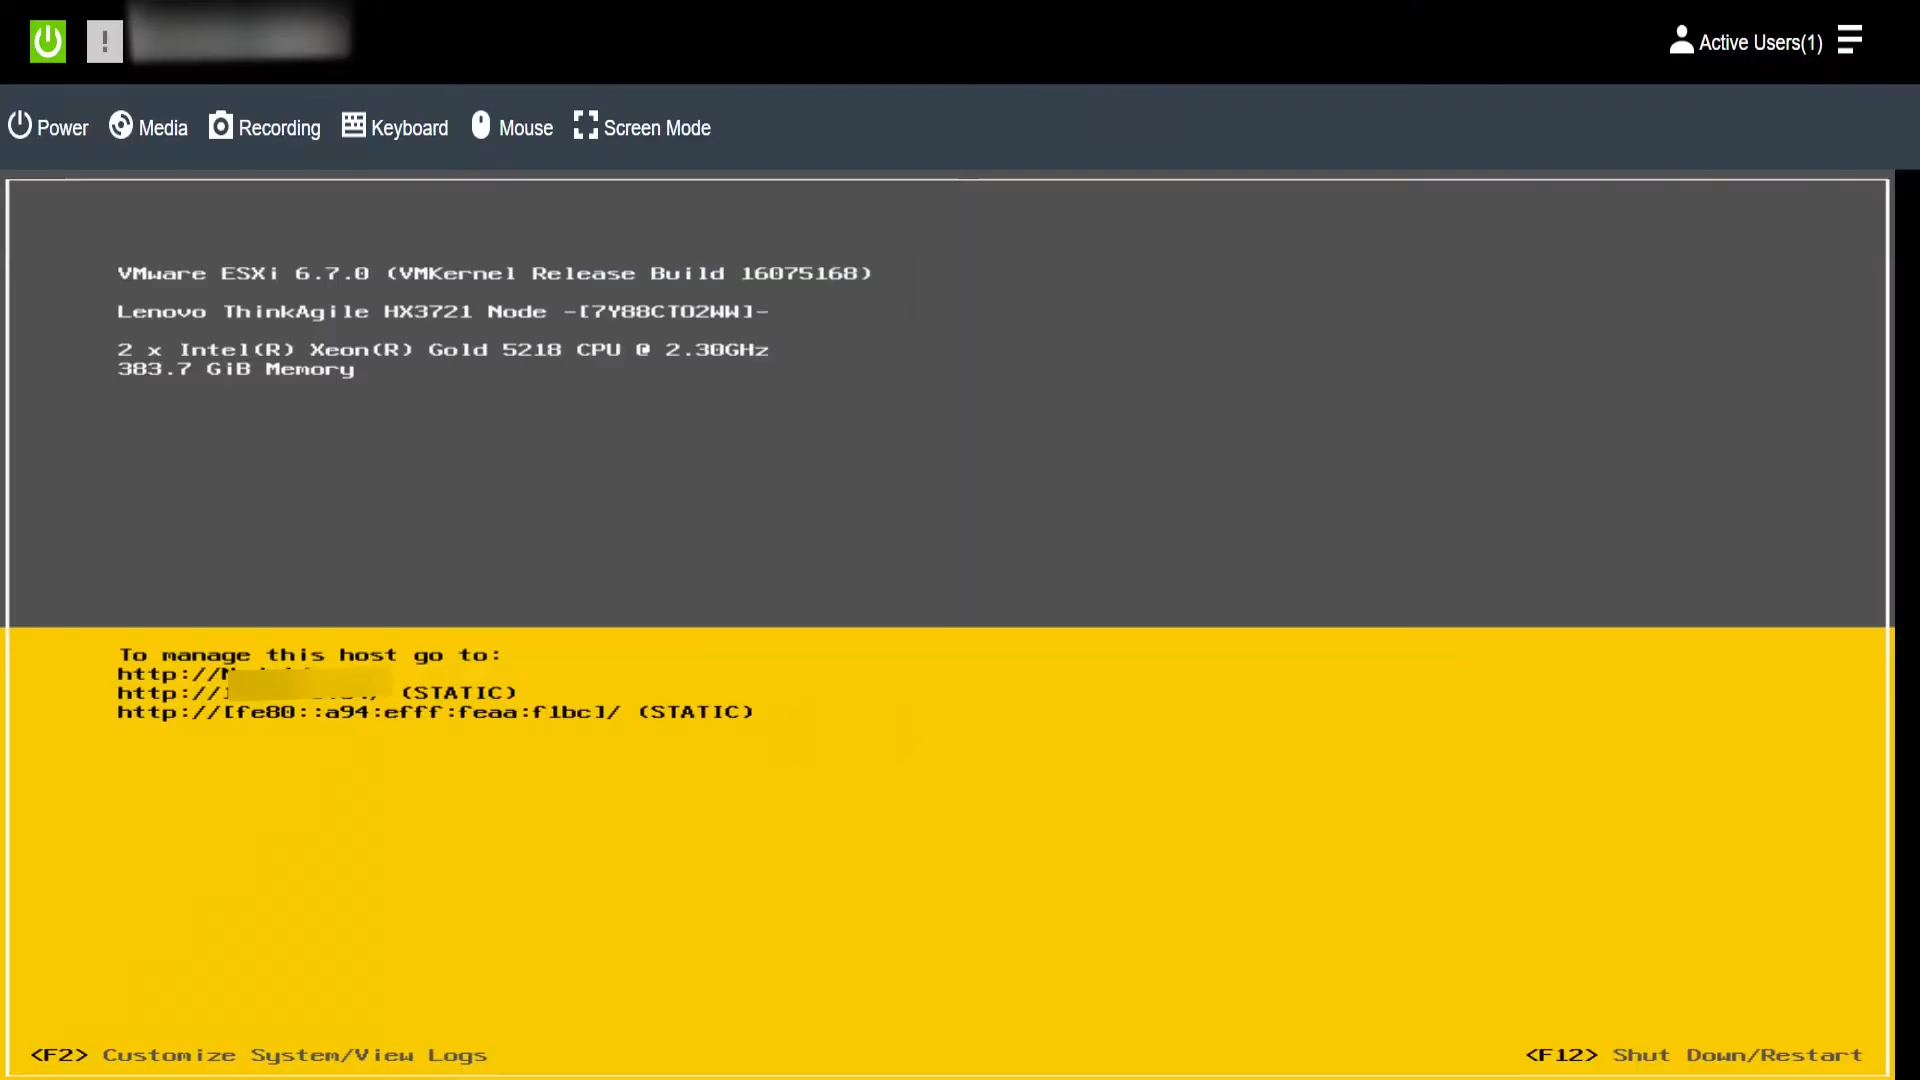 Active Users(1)
Power Media Recording Keyboard Mouse Screen Mode
VMware ESXi 6.7.0 (VMKernel Release Build 16075168)
Lenovo ThinkAgile HX3721 Node -[7Y88CTO2WW]-
2 x Intel(R) Xeon(R) Gold 5218 CPU @ 2.30GHz
383.7 GiB Memory
To manage this host go to:
http://
http:// (STATIC)
http://[fe80::a94:efff:feaa:f1bc]/ (STATIC)
<F2> Customize System/View Logs
<F12> Shut Down/Restart